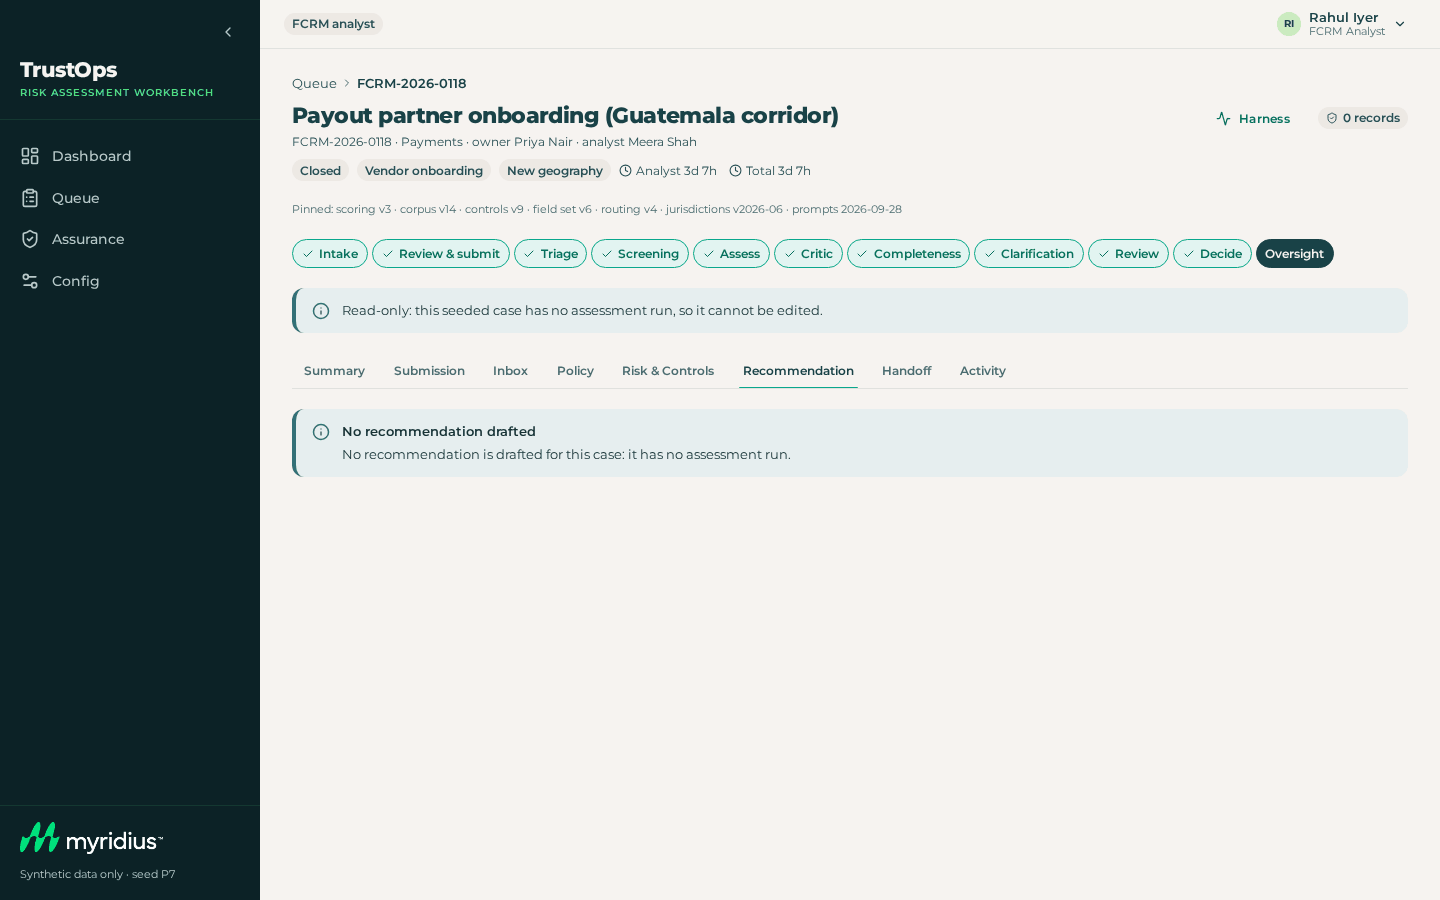 TrustOps
RISK ASSESSMENT WORKBENCH
Dashboard
Queue
Assurance
Config
myridius™
Synthetic data only · seed P7
FCRM analyst
RI
Rahul Iyer
FCRM Analyst
Queue
FCRM-2026-0118
Payout partner onboarding (Guatemala corridor)
Harness
0 records
FCRM-2026-0118 · Payments · owner Priya Nair · analyst Meera Shah
Closed
Vendor onboarding
New geography
Analyst 3d 7h
Total 3d 7h
Pinned: scoring v3 · corpus v14 · controls v9 · field set v6 · routing v4 · jurisdictions v2026-06 · prompts 2026-09-28
Intake
Review & submit
Triage
Screening
Assess
Critic
Completeness
Clarification
Review
Decide
Oversight
Read-only: this seeded case has no assessment run, so it cannot be edited.
Summary
Submission
Inbox
Policy
Risk & Controls
Recommendation
Handoff
Activity
No recommendation drafted
No recommendation is drafted for this case: it has no assessment run.